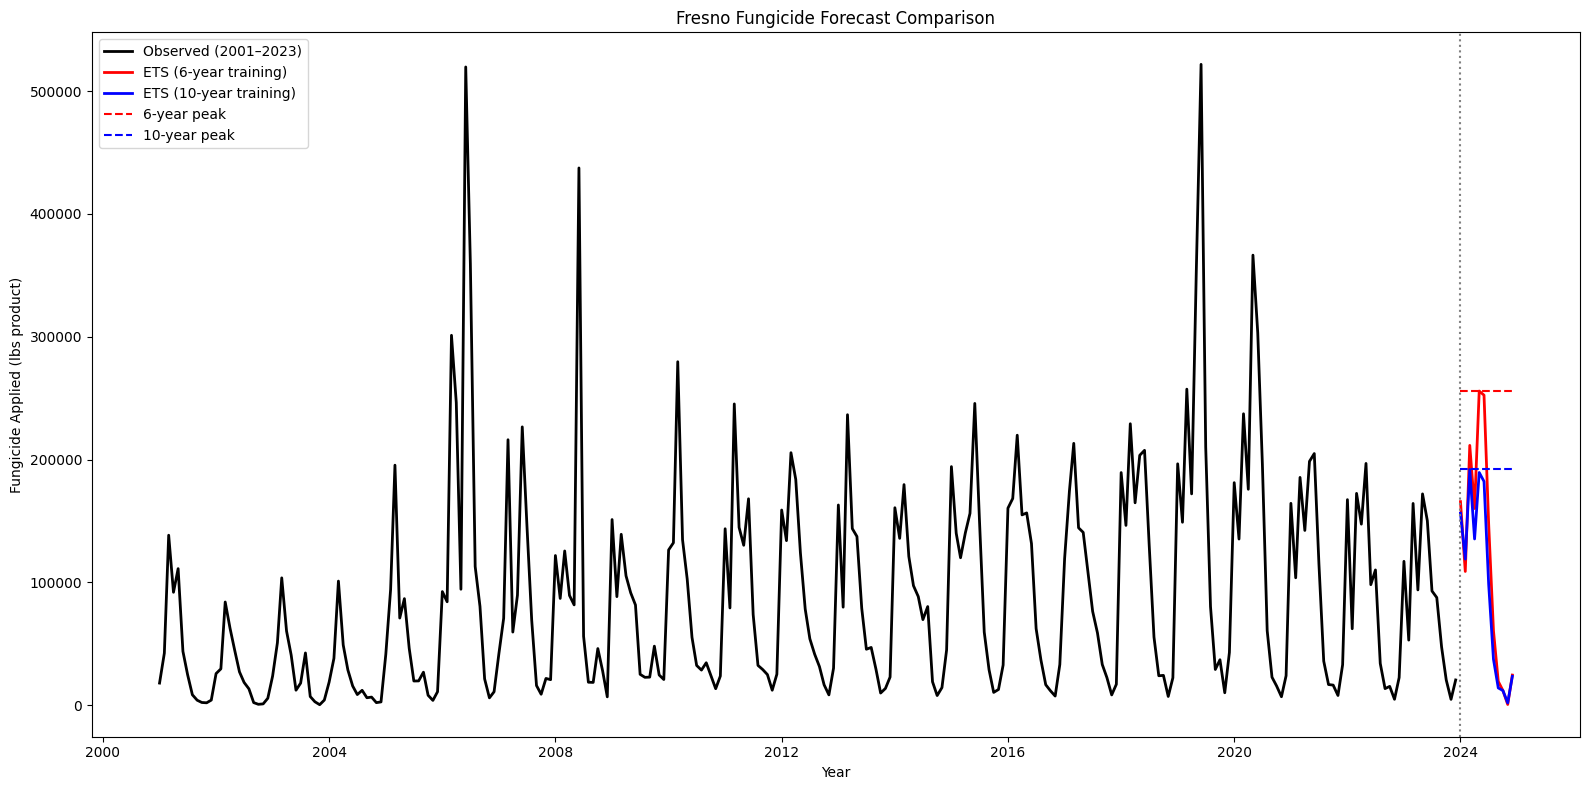 Fresno Fungicide Forecast Comparison
Observed (2001–2023)
ETS (6-year training)
ETS (10-year training)
6-year peak
10-year peak
Fungicide Applied (lbs product)
500000
400000
300000
200000
100000
0
2000
2004
2008
2012
2016
2020
2024
Year